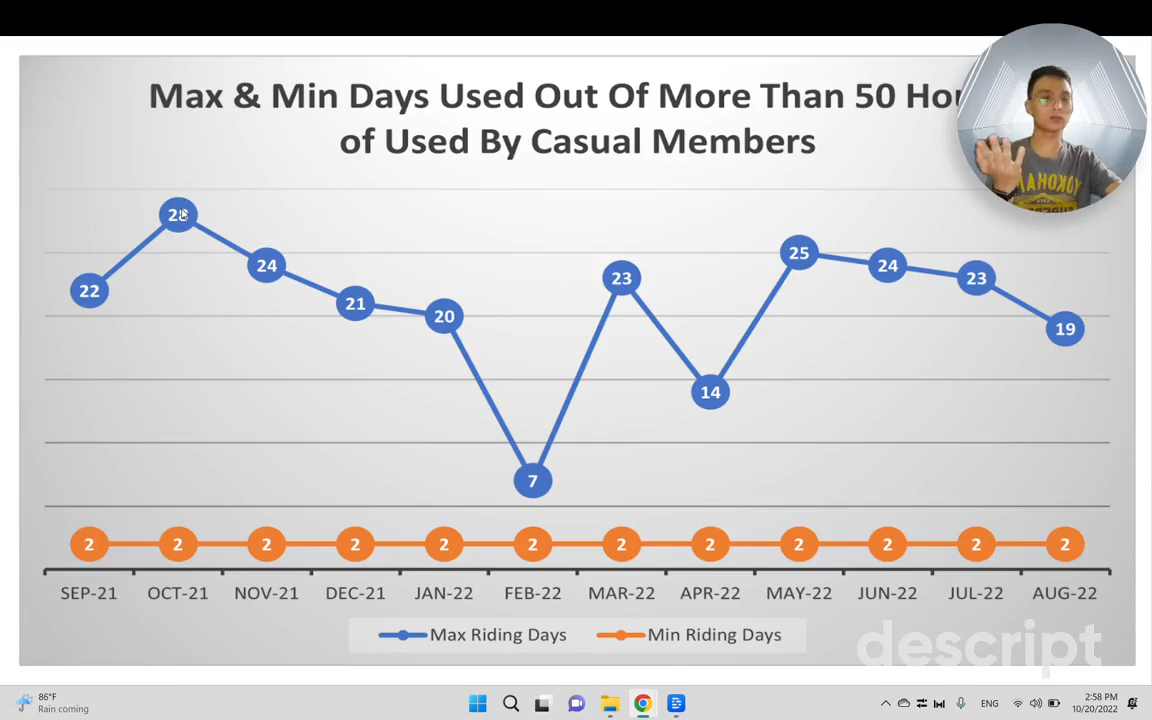 Max & Min Days Used Out Of More Than 50
of Used By Casual Members
22
24
21
20
7
23
14
25
24
23
19
2
2
2
2
2
2
2
2
2
2
2
2
SEP-21
OCT-21
NOV-21
DEC-21
JAN-22
FEB-22
MAR-22
APR-22
MAY-22
JUN-22
JUL-22
AUG-22
Max Riding Days
Min Riding Days
descript
86°F
Rain coming
ENG
2:58 PM
10/20/2022